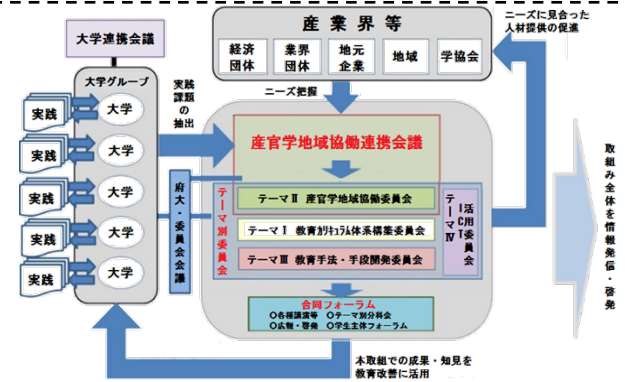 産業界等
ニーズに見合った
人材提供の促進
大学連携会議
経済
団体
業界
団体
地元
企業
地域
学協会
大学グループ
実践
課題
の
抽出
ニーズ把握
実践
大学
実践
大学
実践
大学
実践
大学
実践
大学
産官学地域協働連携会議
府大・委員会会議
テーマ別委員会
テーマⅡ 産官学地域協働委員会
テーマⅠ 教育カリキュラム体系構築委員会
テーマⅢ 教育手法・手段開発委員会
テーマⅣ
ICT
活用委員会
合同フォーラム
○各種講演等 ○テーマ別分科会
○広報・啓発 ○学生主体フォーラム
取組み全体を情報発信・啓発
本取組での成果・知見を
教育改善に活用